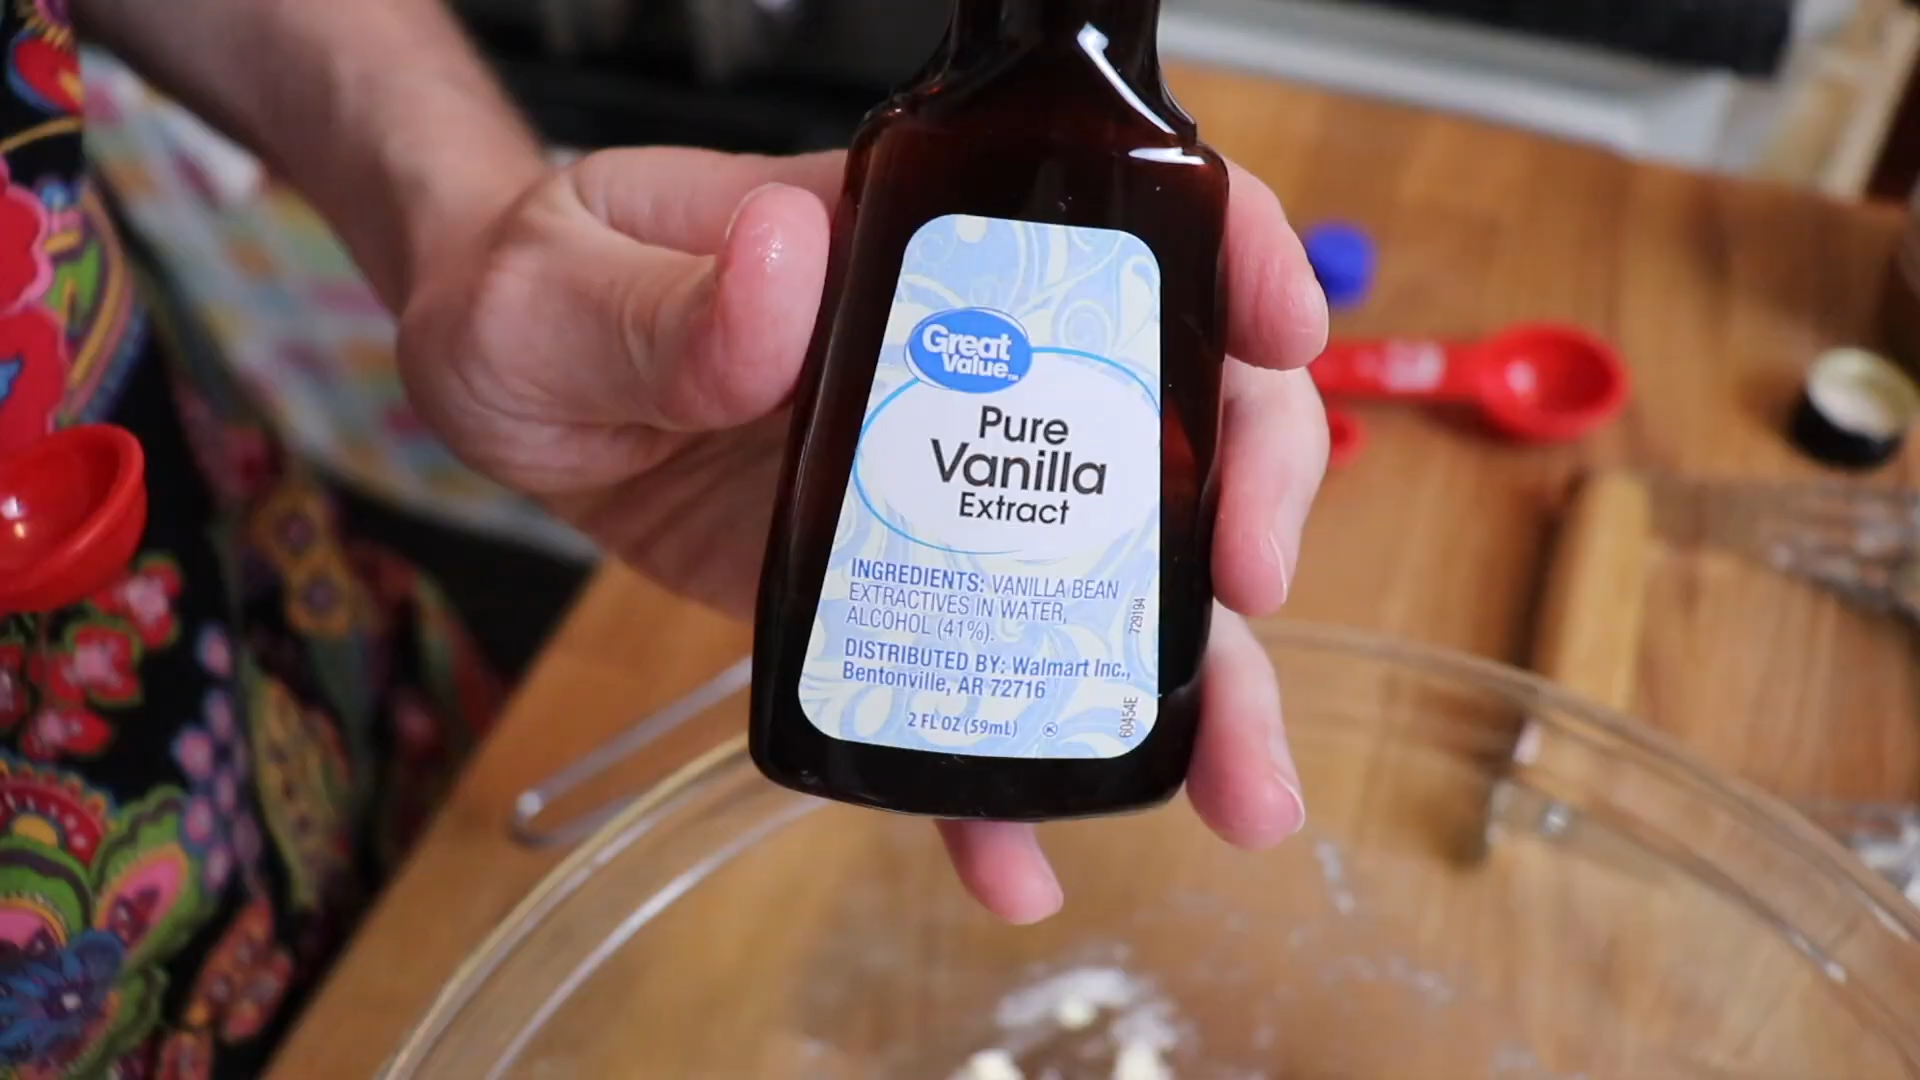 Great
Value™
Pure
Vanilla
Extract
INGREDIENTS: VANILLA BEAN
EXTRACTIVES IN WATER,
ALCOHOL (41%).
DISTRIBUTED BY: Walmart Inc.,
Bentonville, AR 72716
2 FL OZ (59mL)
K
729194
60454E